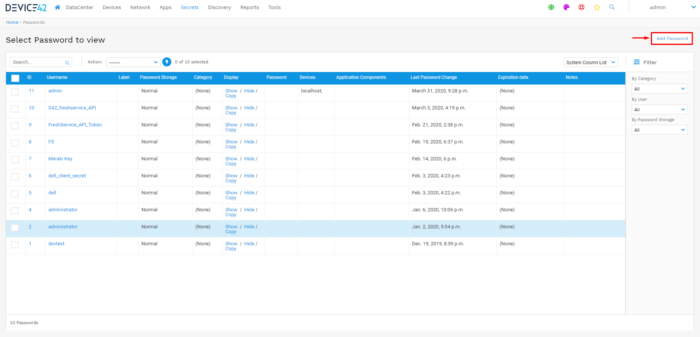 DEVICE42 DataCenter Devices Network Apps Secrets Discovery Reports Tools admin
Home › Passwords
Select Password to view Add Password
Search... Action: ------ 0 of 10 selected System Column List Filter
ID Username Label Password Storage Category Display Password Devices Application Components Last Password Change Expiration date Notes
By Category
All
By User
All
By Password Storage
All
11 admin Normal (None) Show / Hide / Copy localhost; March 31, 2020, 9:28 p.m. (None)
10 D42_freshservice_API Normal (None) Show / Hide / Copy March 3, 2020, 4:19 p.m. (None)
9 FreshService_API_Token Normal (None) Show / Hide / Copy Feb. 21, 2020, 2:38 p.m. (None)
8 FS Normal (None) Show / Hide / Copy Feb. 19, 2020, 6:37 p.m. (None)
7 Meraki Key Normal (None) Show / Hide / Copy Feb. 14, 2020, 6 p.m. (None)
6 dell_client_secret Normal (None) Show / Hide / Copy Feb. 3, 2020, 4:23 p.m. (None)
5 dell Normal (None) Show / Hide / Copy Feb. 3, 2020, 4:22 p.m. (None)
4 administrator Normal (None) Show / Hide / Copy Jan. 6, 2020, 10:06 p.m. (None)
2 administrator Normal (None) Show / Hide / Copy Jan. 2, 2020, 5:04 p.m. (None)
1 devtest Normal (None) Show / Hide / Copy Dec. 19, 2019, 8:59 p.m. (None)
10 Passwords